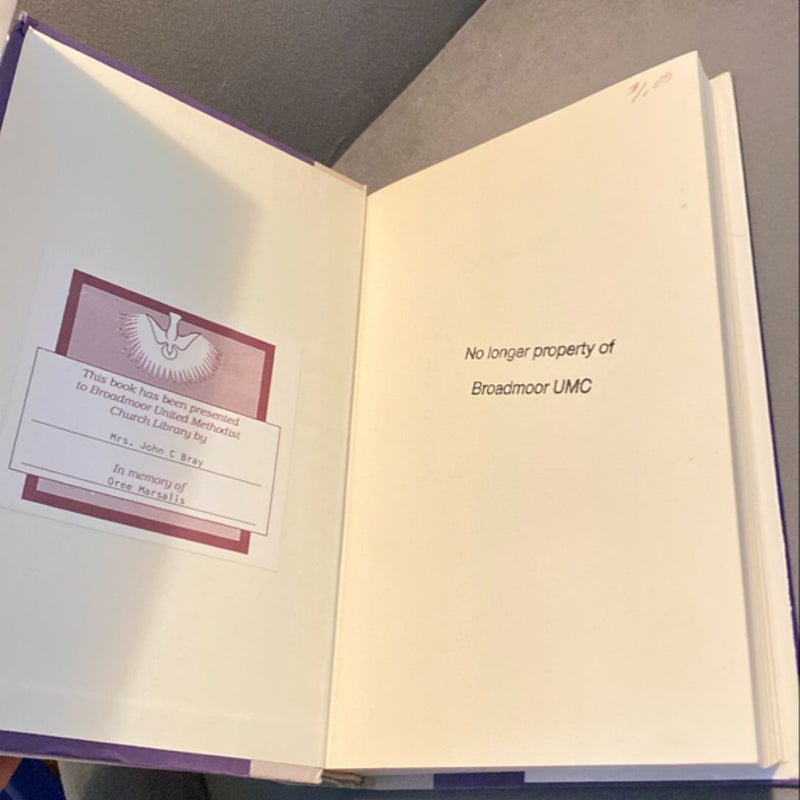 This book has been presented
to Broadmoor United Methodist
Church Library by
Mrs. John C Bray
In memory of
Oree Marsalis
No longer property of
Broadmoor UMC